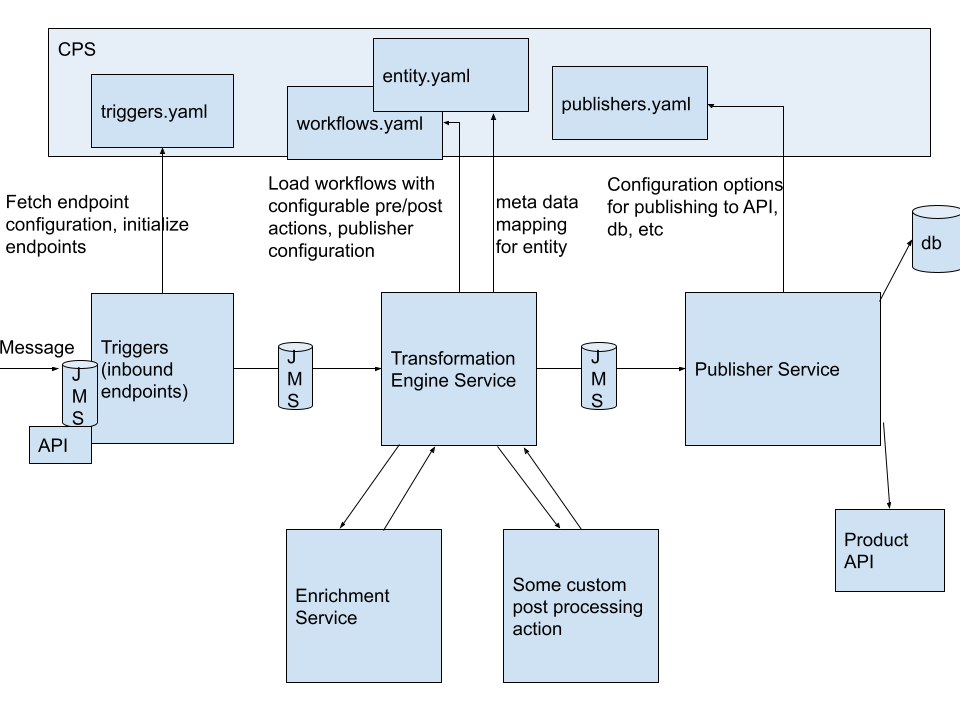 CPS
entity.yaml
triggers.yaml
workflows.yaml
publishers.yaml
Fetch endpoint
configuration, initialize
endpoints
Load workflows with
configurable pre/post
actions, publisher
configuration
meta data
mapping
for entity
Configuration options
for publishing to API,
db, etc
db
Message
J
M
S
API
Triggers
(inbound
endpoints)
J
M
S
Transformation
Engine Service
J
M
S
Publisher Service
Enrichment
Service
Some custom
post processing
action
Product
API